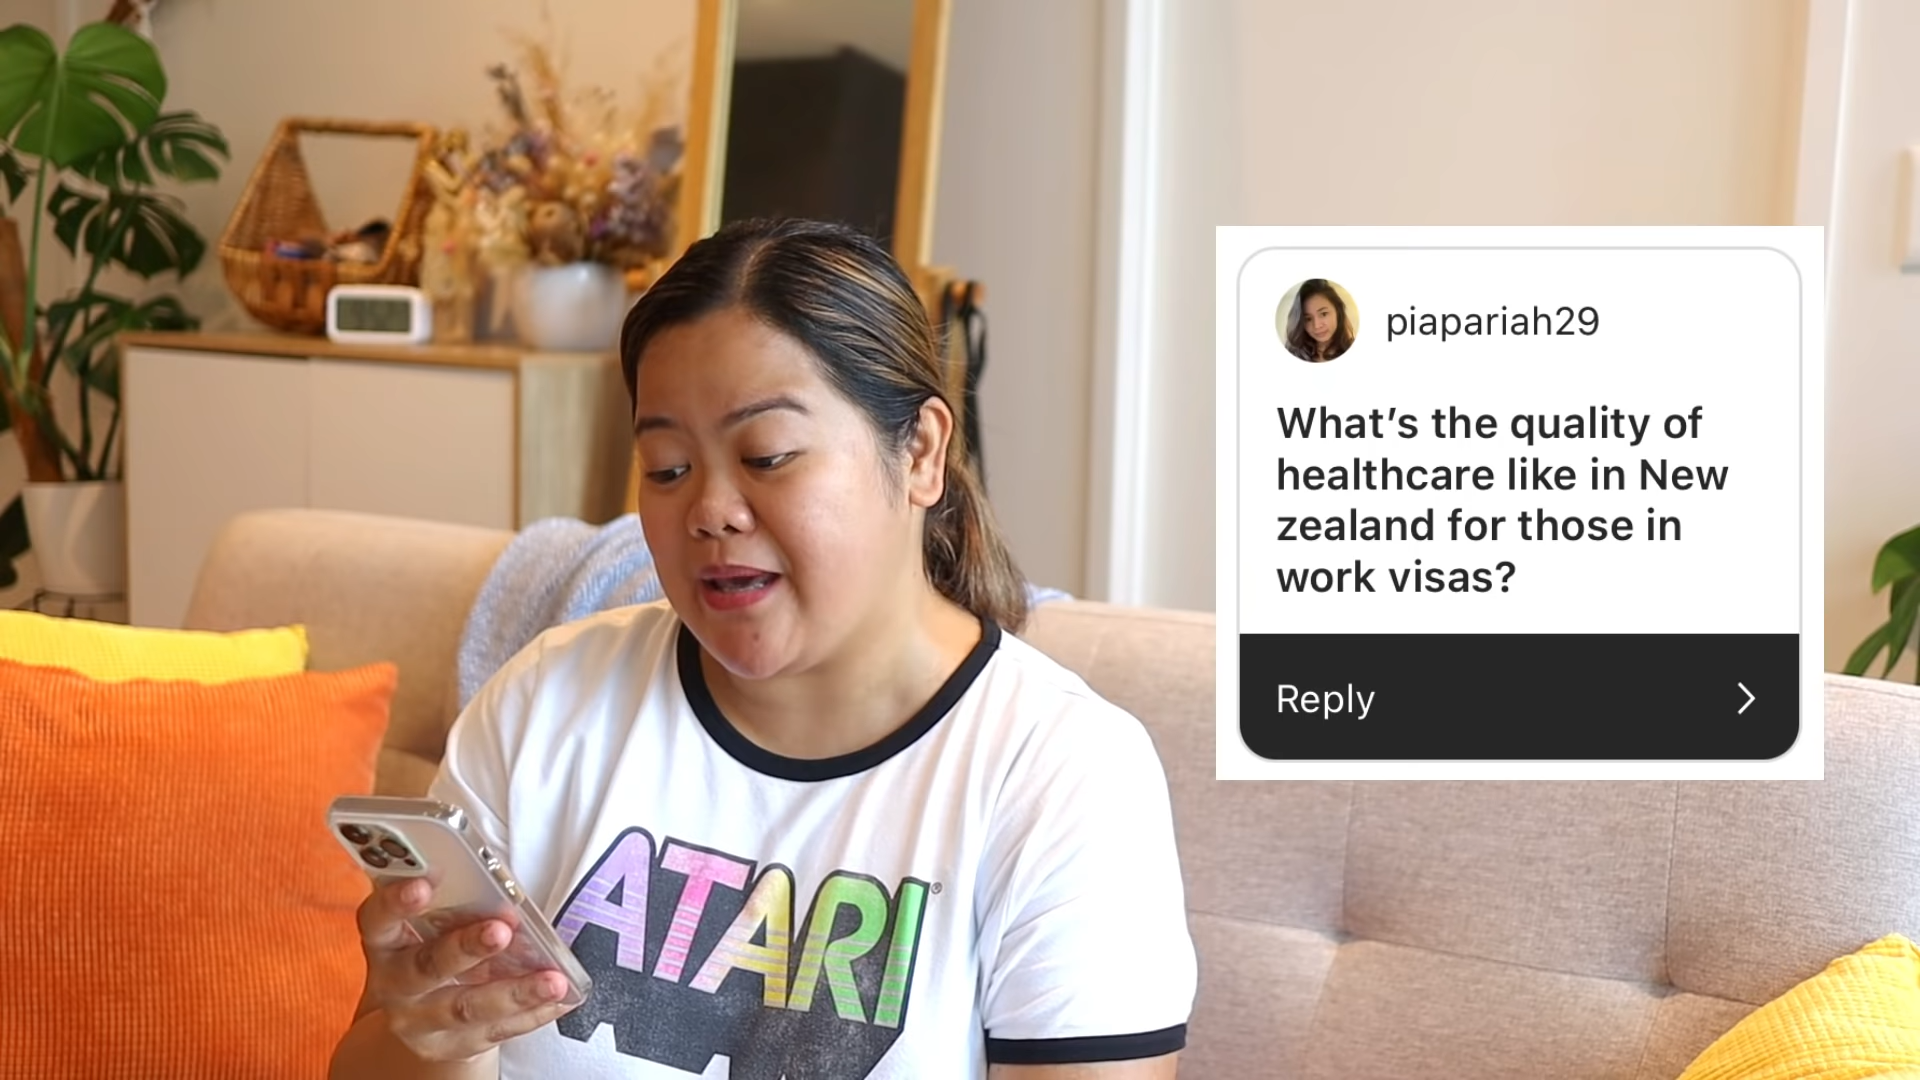 piapariah29
What's the quality of
healthcare like in New
zealand for those in
work visas?
Reply
ATARI®